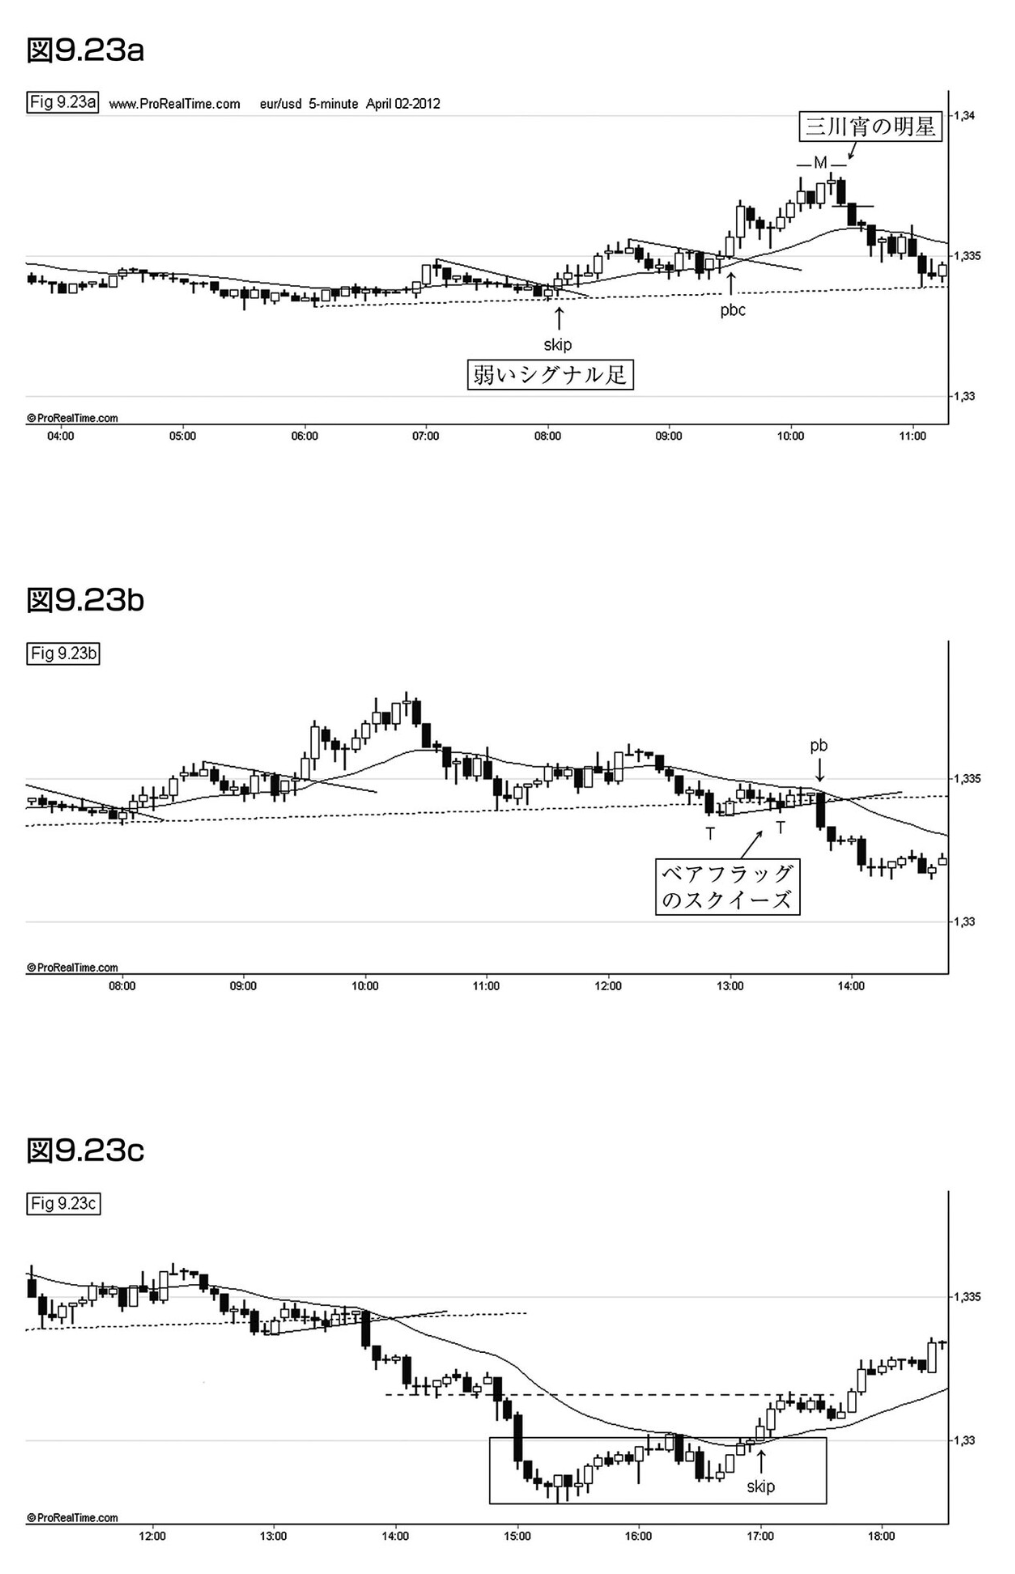 図9.23a
Fig 9.23a www.ProRealTime.com eur/usd 5-minute April 02-2012
1,34
三川宵の明星
M
1,335
pbc
skip
弱いシグナル足
1,33
©ProRealTime.com
04:00 05:00 06:00 07:00 08:00 09:00 10:00 11:00
図9.23b
Fig 9.23b
pb
1,335
T T
ベアフラッグ
のスクイーズ
1,33
©ProRealTime.com
08:00 09:00 10:00 11:00 12:00 13:00 14:00
図9.23c
Fig 9.23c
1,335
1,33
skip
©ProRealTime.com
12:00 13:00 14:00 15:00 16:00 17:00 18:00